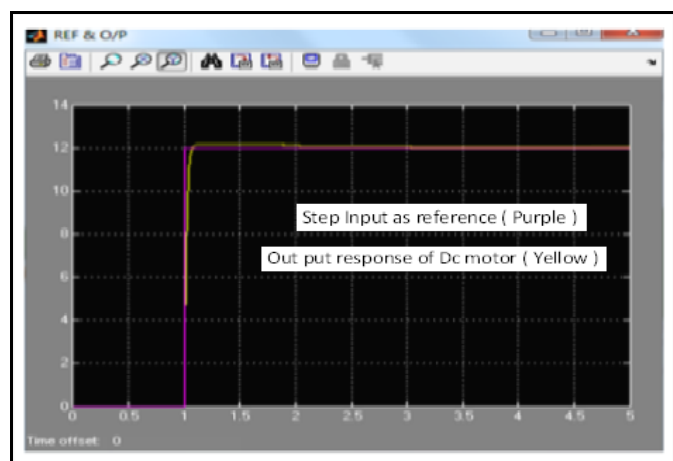 REF & O/P
14
12
10
8
6
4
2
0
Step Input as reference ( Purple )
Out put response of Dc motor ( Yellow )
0 0.5 1 1.5 2 2.5 3 3.5 4 4.5 5
Time offset: 0